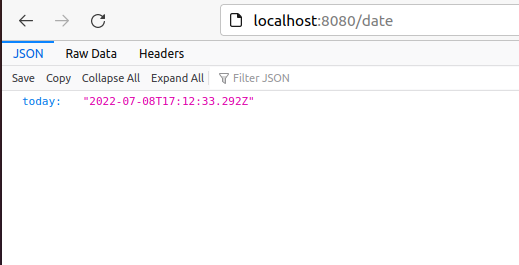 localhost:8080/date
JSON Raw Data Headers
Save Copy Collapse All Expand All Filter JSON
today: "2022-07-08T17:12:33.292Z"